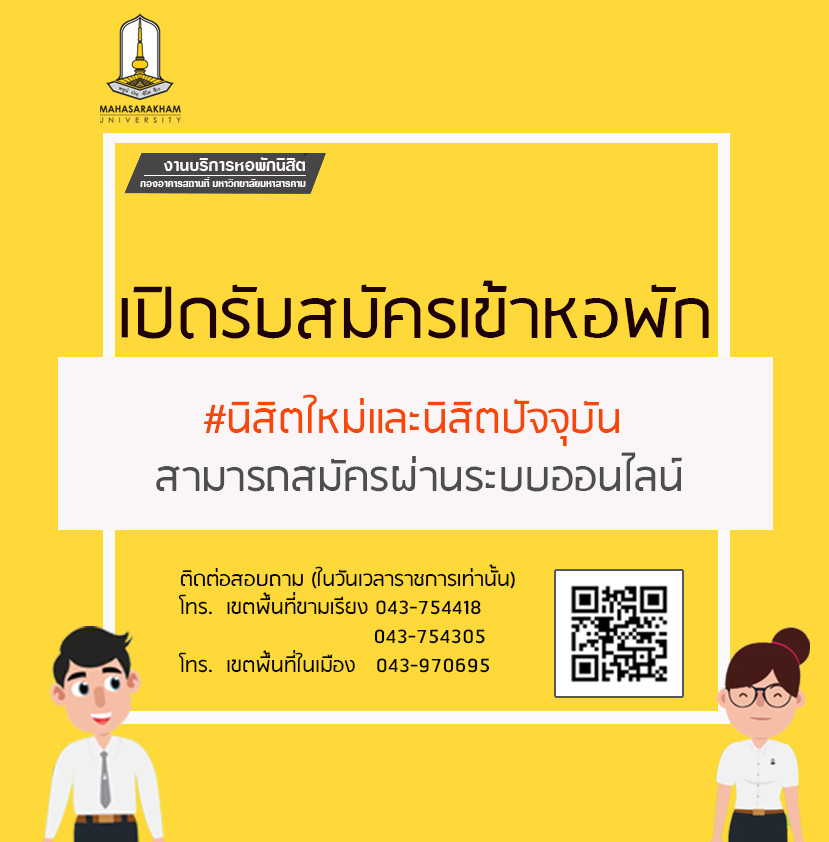 MAHASARAKHAM
UNIVERSITY
งานบริการหอพักนิสิต
กองอาคารสถานที่ มหาวิทยาลัยมหาสารคาม
เปิดรับสมัครเข้าหอพัก
#นิสิตใหม่และนิสิตปัจจุบัน
สามารถสมัครผ่านระบบออนไลน์
ติดต่อสอบถาม (ในวันเวลาราชการเท่านั้น)
โทร. เขตพื้นที่ขามเรียง 043-754418
043-754305
โทร. เขตพื้นที่ในเมือง 043-970695